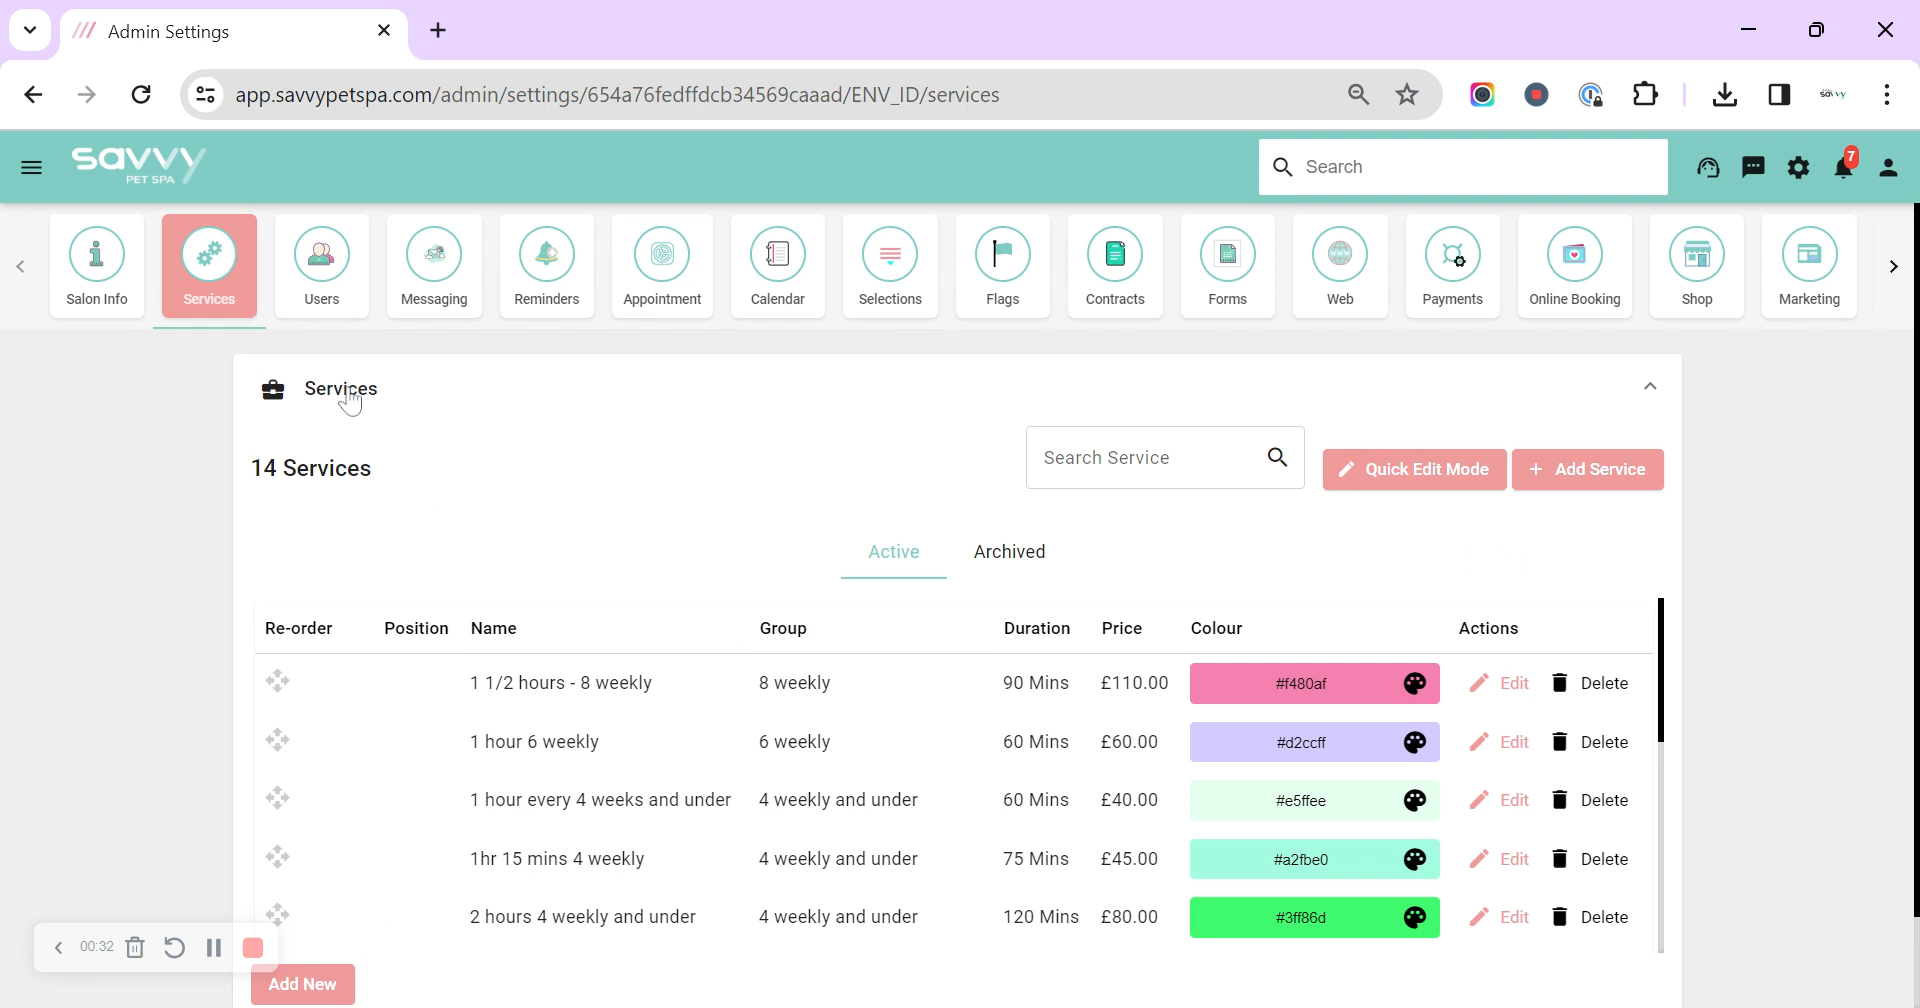 Admin Settings
app.savvypetspa.com/admin/settings/654a76fedffdcb34569caaad/ENV_ID/services
savvy
savvy
PET SPA
Search
7
Salon Info
Services
Users
Messaging
Reminders
Appointment
Calendar
Selections
Flags
Contracts
Forms
Web
Payments
Online Booking
Shop
Marketing
Services
14 Services
Search Service
Quick Edit Mode
+ Add Service
Active
Archived
Re-order Position Name Group Duration Price Colour Actions
1 1/2 hours - 8 weekly 8 weekly 90 Mins £110.00 #f480af Edit Delete
1 hour 6 weekly 6 weekly 60 Mins £60.00 #d2ccff Edit Delete
1 hour every 4 weeks and under 4 weekly and under 60 Mins £40.00 #e5ffee Edit Delete
1hr 15 mins 4 weekly 4 weekly and under 75 Mins £45.00 #a2fbe0 Edit Delete
2 hours 4 weekly and under 4 weekly and under 120 Mins £80.00 #3ff86d Edit Delete
00:32
Add New